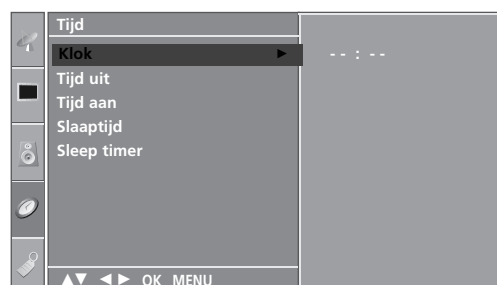 Tijd
Klok ► - - : - -
Tijd uit
Tijd aan
Slaaptijd
Sleep timer
▲▼ ◄► OK MENU